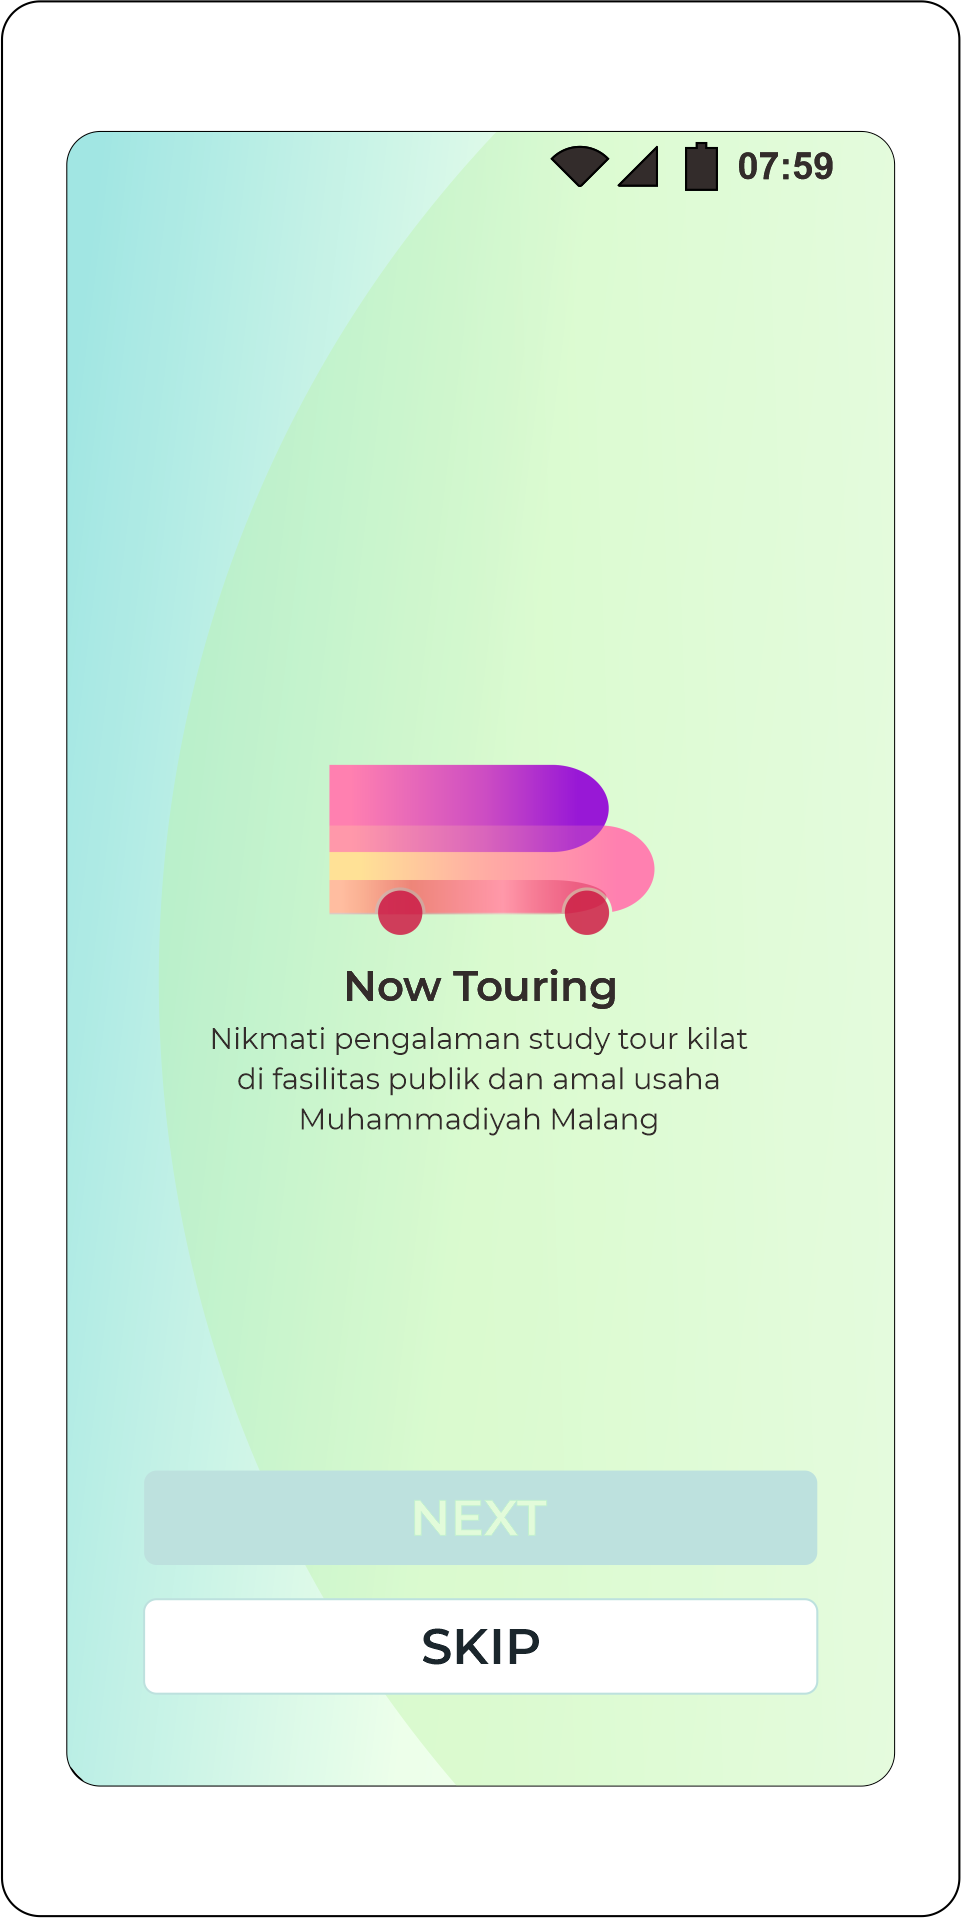 07:59
Now Touring
Nikmati pengalaman study tour kilat
di fasilitas publik dan amal usaha
Muhammadiyah Malang
NEXT
SKIP